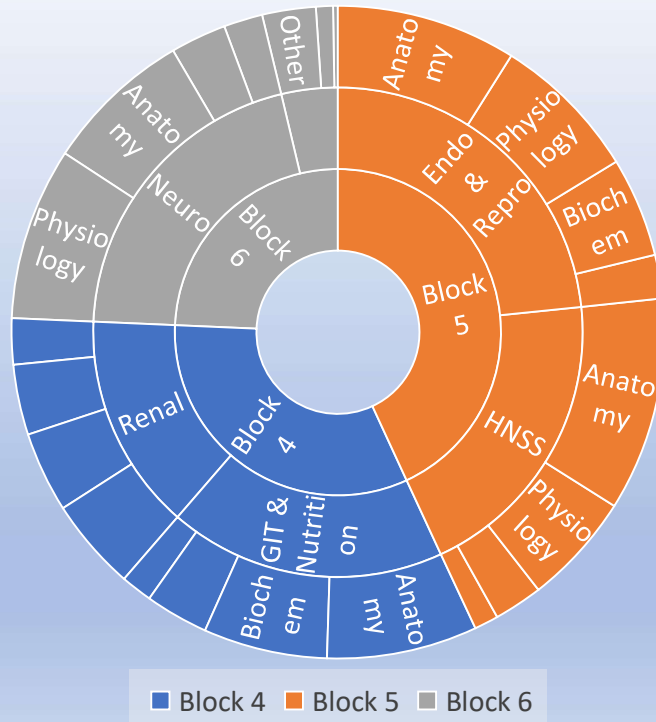 Other
Anato
my
Physio
logy
Neuro
Block
6
Anato
my
Physio
logy
Bioch
em
Endo
&
Repro
Block
5
HNSS
Anato
my
Physio
logy
Renal
Block
4
GIT &
Nutriti
on
Bioch
em
Anato
my
Block 4 Block 5 Block 6